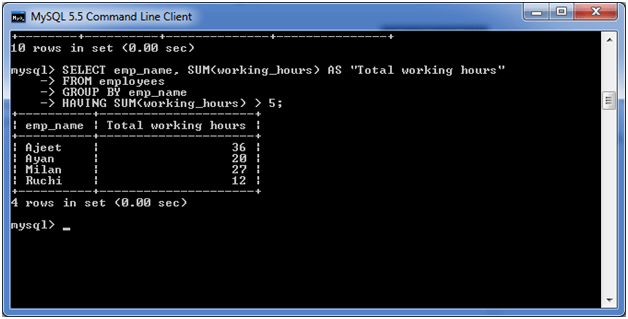 MySQL 5.5 Command Line Client
+---------+----------+--------------+---------------+
10 rows in set (0.00 sec)
mysql> SELECT emp_name, SUM(working_hours) AS "Total working hours"
    -> FROM employees
    -> GROUP BY emp_name
    -> HAVING SUM(working_hours) > 5;
+----------+---------------------+
| emp_name | Total working hours |
+----------+---------------------+
| Ajeet    |                  36 |
| Ayan     |                  20 |
| Milan    |                  27 |
| Ruchi    |                  12 |
+----------+---------------------+
4 rows in set (0.00 sec)
mysql> _